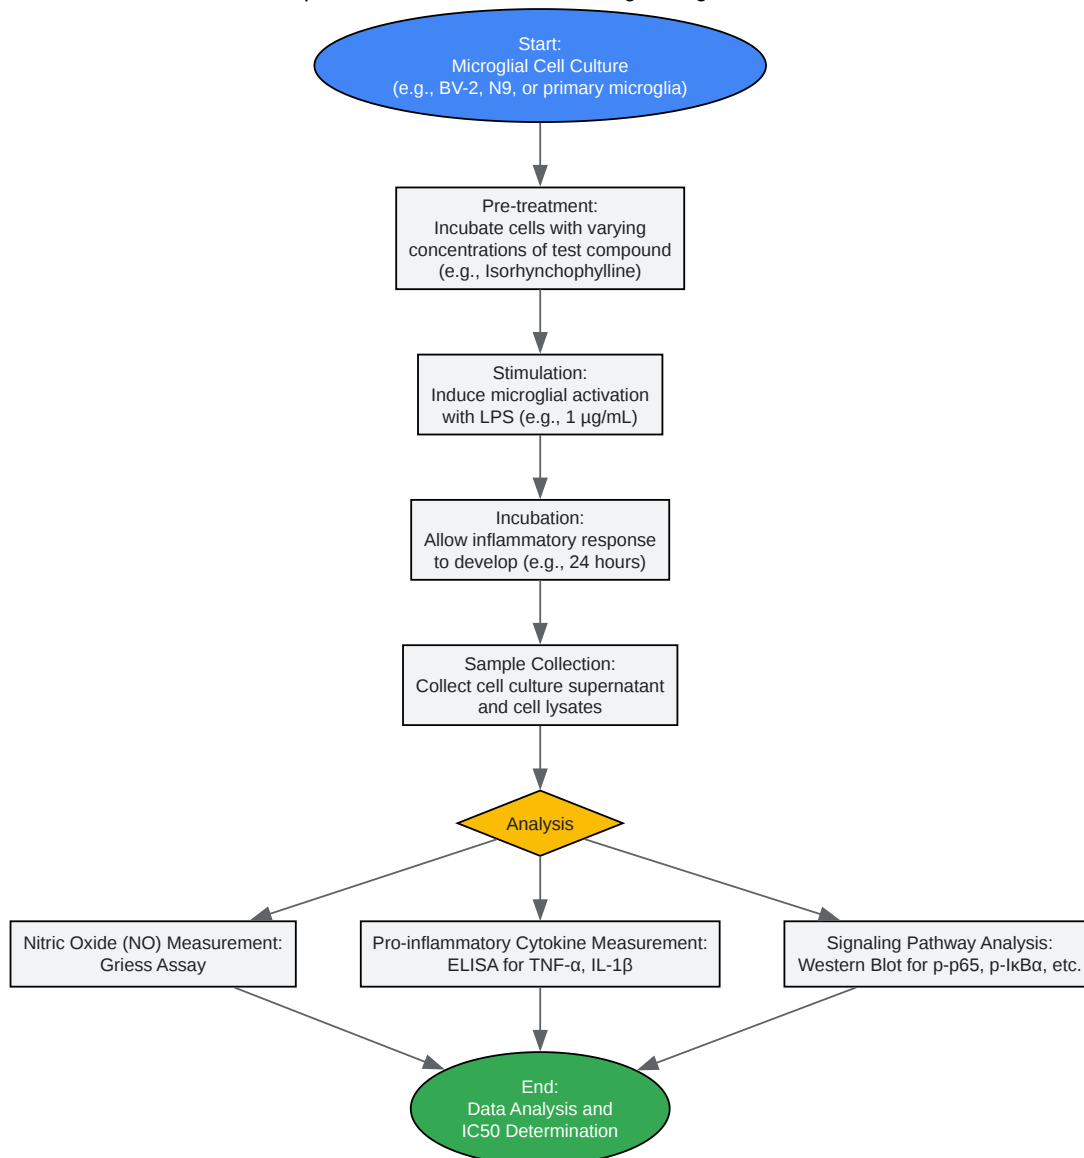 Start:
Microglial Cell Culture
(e.g., BV-2, N9, or primary microglia)
Pre-treatment:
Incubate cells with varying
concentrations of test compound
(e.g., Isorhynchophylline)
Stimulation:
Induce microglial activation
with LPS (e.g., 1 µg/mL)
Incubation:
Allow inflammatory response
to develop (e.g., 24 hours)
Sample Collection:
Collect cell culture supernatant
and cell lysates
Analysis
Nitric Oxide (NO) Measurement:
Griess Assay
Pro-inflammatory Cytokine Measurement:
ELISA for TNF-α, IL-1β
Signaling Pathway Analysis:
Western Blot for p-p65, p-IκBα, etc.
End:
Data Analysis and
IC50 Determination